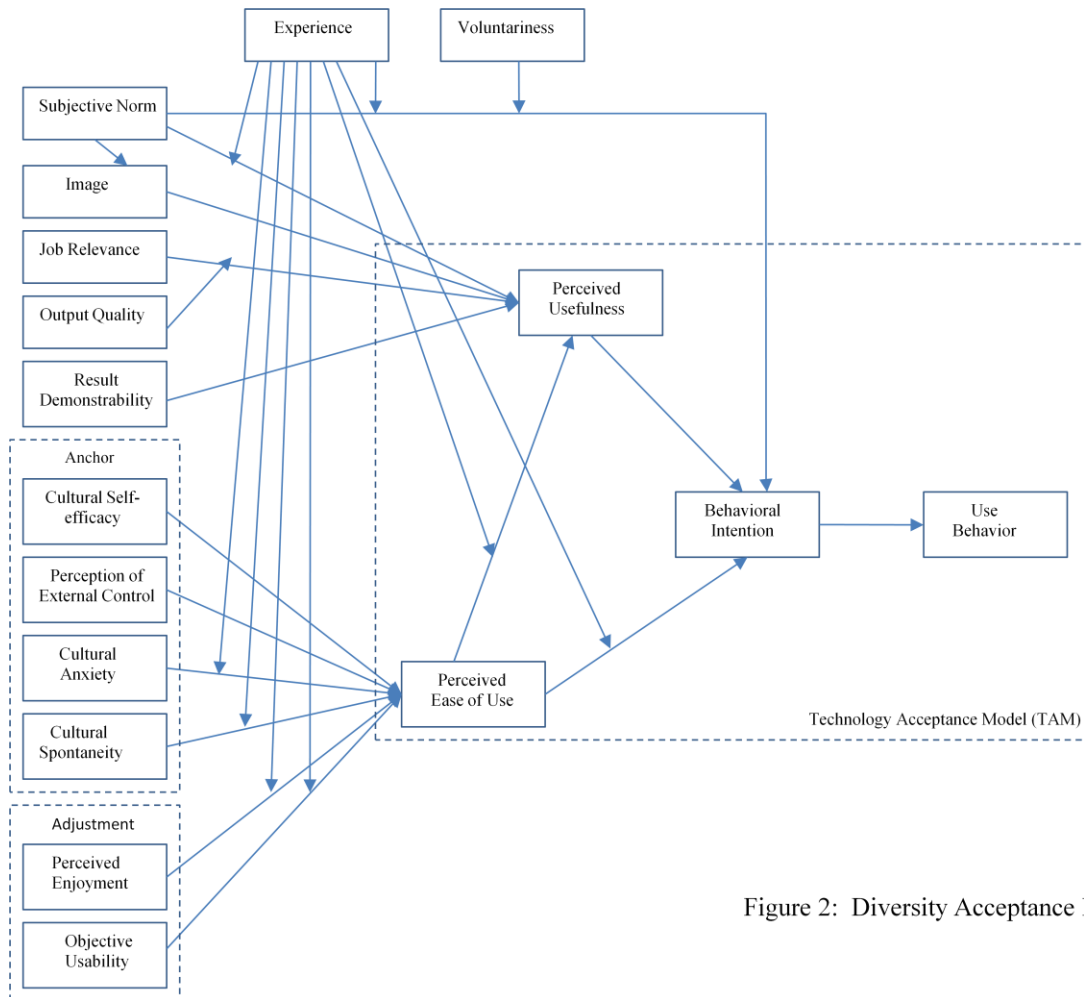 Experience
Voluntariness
Subjective Norm
Image
Job Relevance
Output Quality
Result
Demonstrability
Perceived
Usefulness
Anchor
Cultural Self-
efficacy
Perception of
External Control
Cultural
Anxiety
Cultural
Spontaneity
Behavioral
Intention
Use
Behavior
Perceived
Ease of Use
Technology Acceptance Model (TAM)
Adjustment
Perceived
Enjoyment
Objective
Usability
Figure 2: Diversity Acceptance